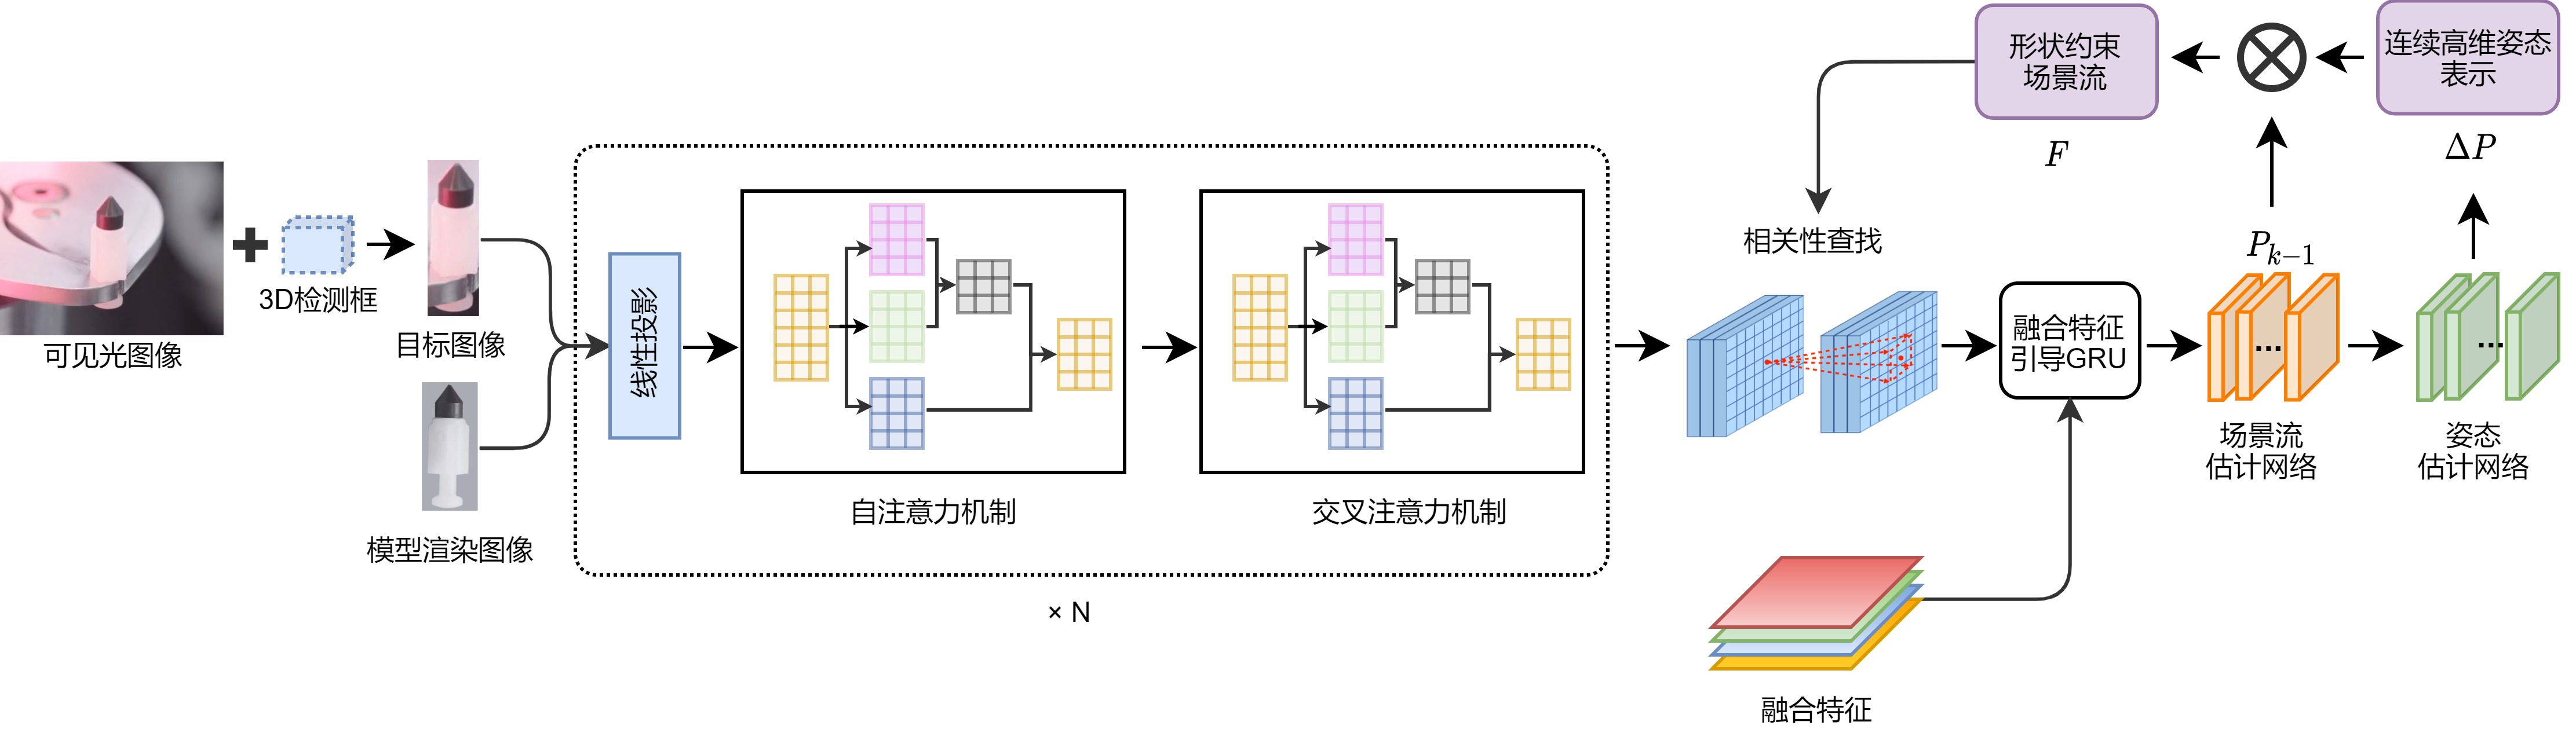 可见光图像
3D检测框
目标图像
模型渲染图像
线性投影
自注意力机制
交叉注意力机制
× N
形状约束
场景流
F
连续高维姿态
表示
ΔP
P_{k-1}
相关性查找
融合特征
引导GRU
...
场景流
估计网络
...
姿态
估计网络
融合特征